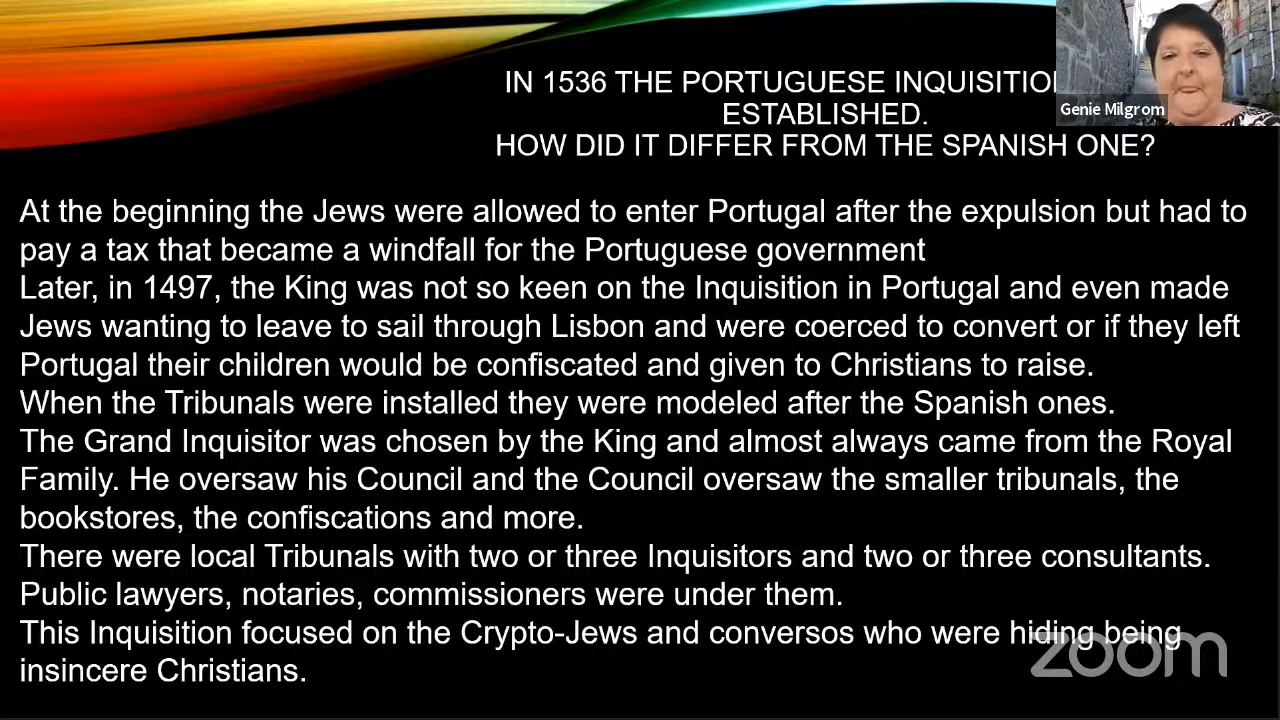 IN 1536 THE PORTUGUESE INQUISITION
ESTABLISHED.
HOW DID IT DIFFER FROM THE SPANISH ONE?
Genie Milgrom
At the beginning the Jews were allowed to enter Portugal after the expulsion but had to
pay a tax that became a windfall for the Portuguese government
Later, in 1497, the King was not so keen on the Inquisition in Portugal and even made
Jews wanting to leave to sail through Lisbon and were coerced to convert or if they left
Portugal their children would be confiscated and given to Christians to raise.
When the Tribunals were installed they were modeled after the Spanish ones.
The Grand Inquisitor was chosen by the King and almost always came from the Royal
Family. He oversaw his Council and the Council oversaw the smaller tribunals, the
bookstores, the confiscations and more.
There were local Tribunals with two or three Inquisitors and two or three consultants.
Public lawyers, notaries, commissioners were under them.
This Inquisition focused on the Crypto-Jews and conversos who were hiding being
insincere Christians.
zoom